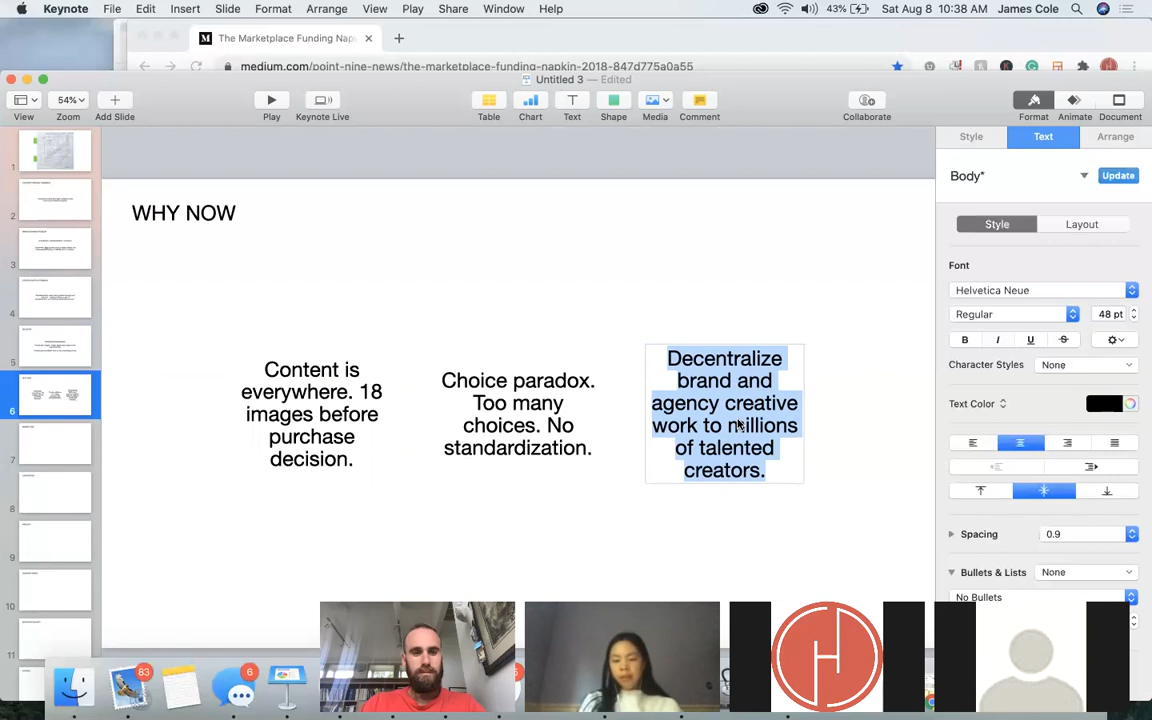 Keynote File Edit Insert Slide Format Arrange View Play Share Window Help 43% Sat Aug 8 10:38 AM James Cole
M The Marketplace Funding Nap
medium.com/point-nine-news/the-marketplace-funding-napkin-2018-847d775a0a55
Untitled 3 — Edited
54%
View Zoom Add Slide Play Keynote Live Table Chart Text Shape Media Comment Collaborate Format Animate Document
Style Text Arrange
Body* Update
Style Layout
Font
Helvetica Neue
Regular 48 pt
B I U S
Character Styles None
Text Color
Spacing 0.9
Bullets & Lists None
No Bullets
1
2
3
4
5
6
7
8
9
10
11
WHY NOW
Content is
everywhere. 18
images before
purchase
decision.
Choice paradox.
Too many
choices. No
standardization.
Decentralize
brand and
agency creative
work to millions
of talented
creators.
83
6
H